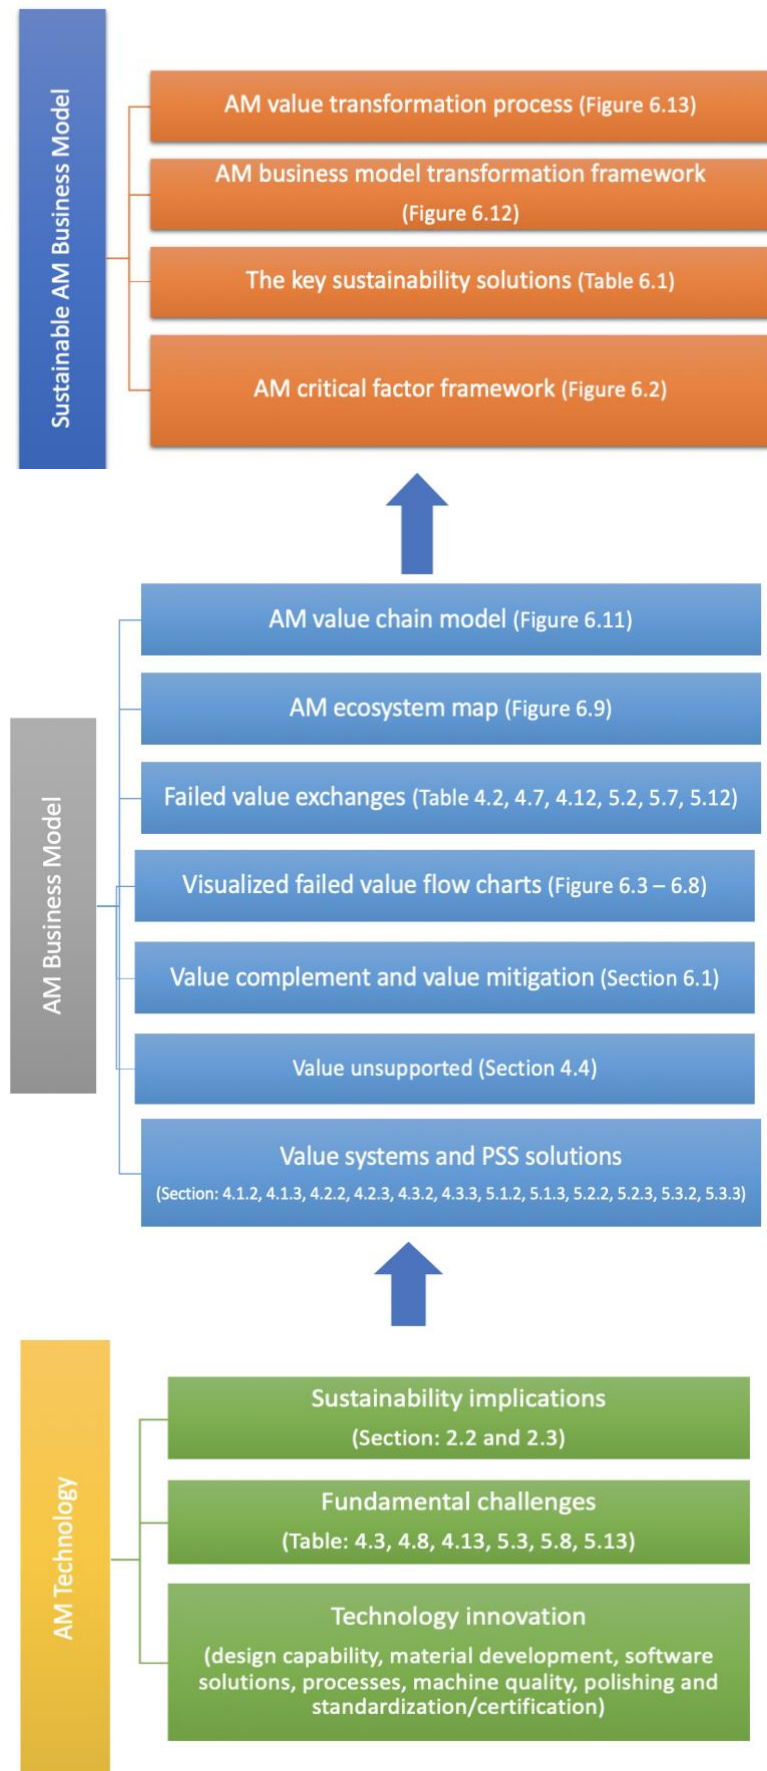 Sustainable AM Business Model
AM value transformation process (Figure 6.13)
AM business model transformation framework
(Figure 6.12)
The key sustainability solutions (Table 6.1)
AM critical factor framework (Figure 6.2)
AM Business Model
AM value chain model (Figure 6.11)
AM ecosystem map (Figure 6.9)
Failed value exchanges (Table 4.2, 4.7, 4.12, 5.2, 5.7, 5.12)
Visualized failed value flow charts (Figure 6.3 – 6.8)
Value complement and value mitigation (Section 6.1)
Value unsupported (Section 4.4)
Value systems and PSS solutions
(Section: 4.1.2, 4.1.3, 4.2.2, 4.2.3, 4.3.2, 4.3.3, 5.1.2, 5.1.3, 5.2.2, 5.2.3, 5.3.2, 5.3.3)
AM Technology
Sustainability implications
(Section: 2.2 and 2.3)
Fundamental challenges
(Table: 4.3, 4.8, 4.13, 5.3, 5.8, 5.13)
Technology innovation
(design capability, material development, software
solutions, processes, machine quality, polishing and
standardization/certification)